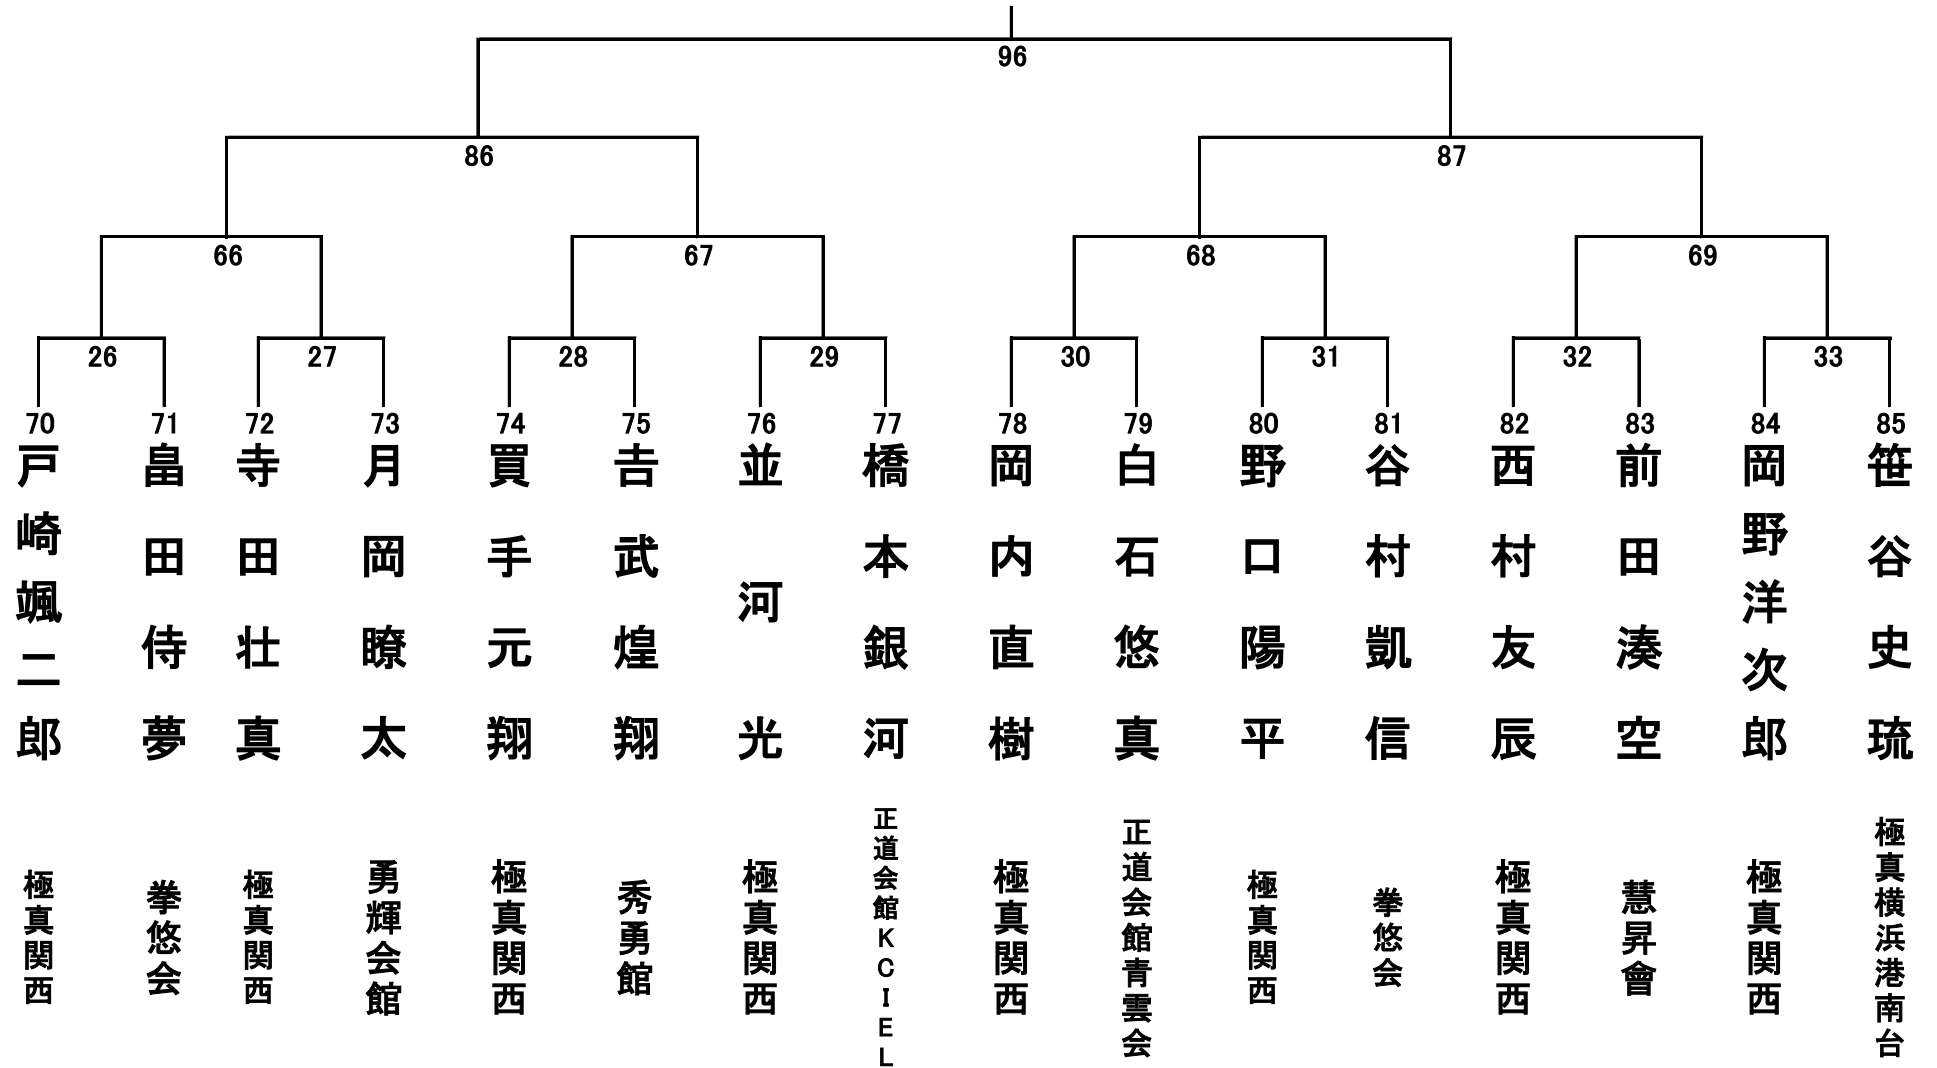 96
86
87
66
67
68
69
26
27
28
29
30
31
32
33
70
71
72
73
74
75
76
77
78
79
80
81
82
83
84
85
戸崎颯二郎
畠田侍夢
寺田壮真
月岡瞭太
買手元翔
𠮷武煌翔
並河光
橋本銀河
岡内直樹
白石悠真
野口陽平
谷村凱信
西村友辰
前田湊空
岡野洋次郎
笹谷史琉
極真関西
拳悠会
極真関西
勇輝会館
極真関西
秀勇館
極真関西
正道会館KCIEL
極真関西
正道会館青雲会
極真関西
拳悠会
極真関西
慧昇會
極真関西
極真横浜港南台